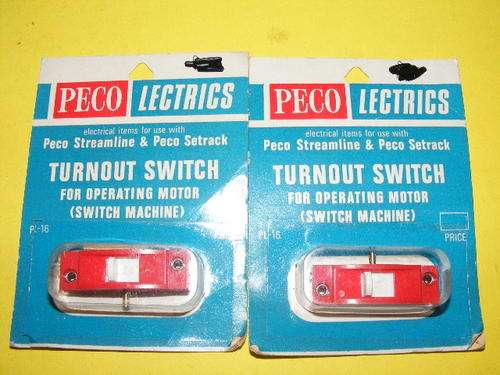 PECO LECTRICS
electrical items for use with
Peco Streamline & Peco Setrack
TURNOUT SWITCH
FOR OPERATING MOTOR
(SWITCH MACHINE)
PL-16
PECO LECTRICS
electrical items for use with
Peco Streamline & Peco Setrack
TURNOUT SWITCH
FOR OPERATING MOTOR
(SWITCH MACHINE)
PL-16
PRICE